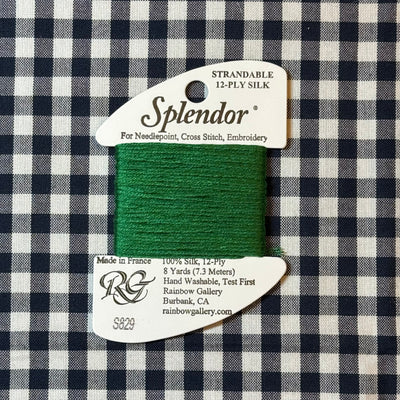 STRANDABLE
12-PLY SILK
Splendor®
For Needlepoint, Cross Stitch, Embroidery
Made in France
100% Silk, 12-Ply
8 Yards (7.3 Meters)
Hand Washable, Test First
Rainbow Gallery
Burbank, CA
rainbowgallery.com
RG
S829